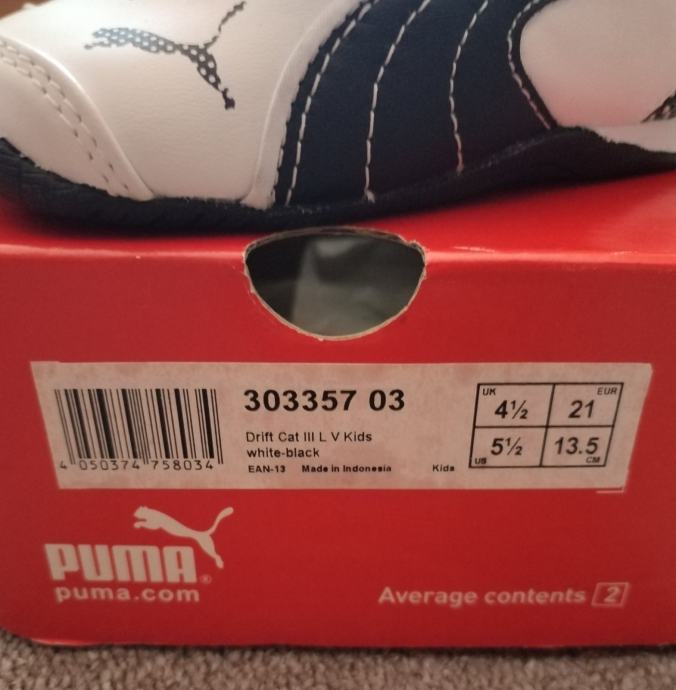 303357 03
Drift Cat III L V Kids
white-black
EAN-13 Made in Indonesia Kids
4 050374 758034
UK 4½ 21 EUR
US 5½ 13.5 CM
PUMA®
puma.com
Average contents 2